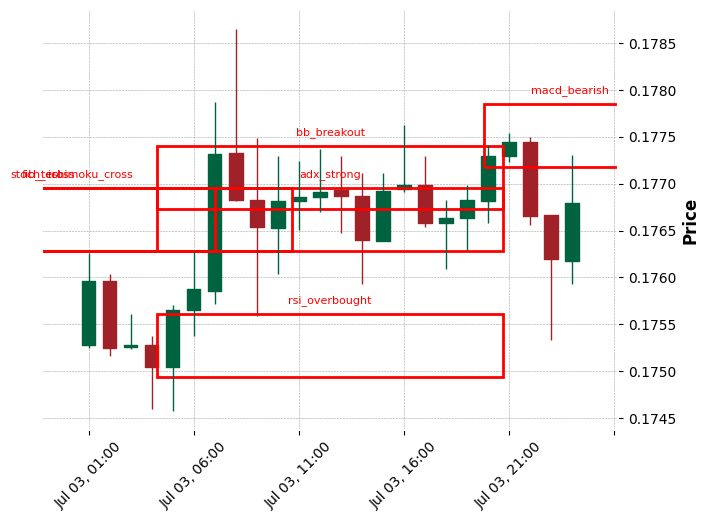 0.1785
macd_bearish
0.1780
bb_breakout
0.1775
ichimoku_cross
adx_strong
0.1770
Price
0.1765
0.1760
rsi_overbought
0.1755
0.1750
0.1745
Jul 03, 01:00
Jul 03, 06:00
Jul 03, 11:00
Jul 03, 16:00
Jul 03, 21:00